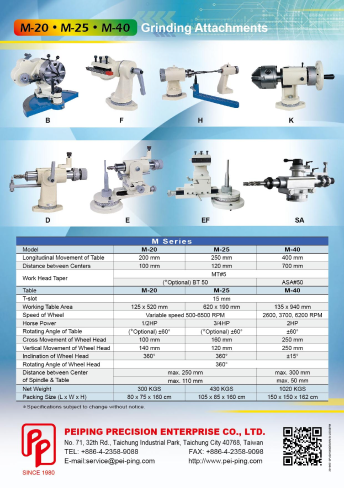 M-20 • M-25 • M-40 Grinding Attachments
B F H K
D E EF SA
M Series
Model M-20 M-25 M-40
Longitudinal Movement of Table 200 mm 250 mm 400 mm
Distance between Centers 100 mm 120 mm 700 mm
Work Head Taper MT#5
(*Optional) BT 50 ASA#50
Table M-20 M-25 M-40
T-slot 15 mm
Working Table Area 125 x 520 mm 620 x 190 mm 135 x 940 mm
Speed of Wheel Variable speed 500-6500 RPM 2600, 3700, 6200 RPM
Horse Power 1/2HP 3/4HP 2HP
Rotating Angle of Table (*Optional) ±60° (*Optional) ±60° ±60°
Cross Movement of Wheel Head 100 mm 160 mm 250 mm
Vertical Movement of Wheel Head 140 mm 120 mm 250 mm
Inclination of Wheel Head 360° 360° ±15°
Rotating Angle of Wheel Head 360°
Distance between Center max. 250 mm max. 300 mm
of Spindle & Table max. 110 mm max. 50 mm
Net Weight 300 KGS 430 KGS 1020 KGS
Packing Size (L x W x H) 80 x 75 x 160 cm 105 x 85 x 160 cm 150 x 150 x 162 cm
※Specifications subject to change without notice.
PEIPING PRECISION ENTERPRISE CO., LTD.
No. 71, 32th Rd., Taichung Industrial Park, Taichung City 40768, Taiwan
TEL: +886-4-2358-9088 FAX: +886-4-2358-9098
E-mail:service@pei-ping.com http://www.pei-ping.com
SINCE 1980